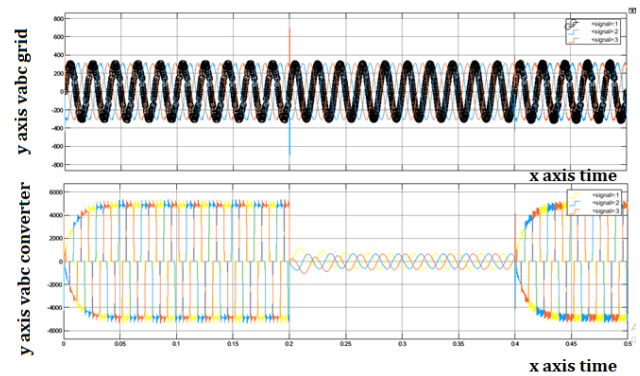 y axis vabc grid
800
600
400
200
0
-200
-400
-600
-800
<signal>:1
<signal>:2
<signal>:3
x axis time
y axis vabc converter
6000
4000
2000
0
-2000
-4000
-6000
<signal>:1
<signal>:2
<signal>:3
0
0.05
0.1
0.15
0.2
0.25
0.3
0.35
0.4
0.45
0.5
x axis time